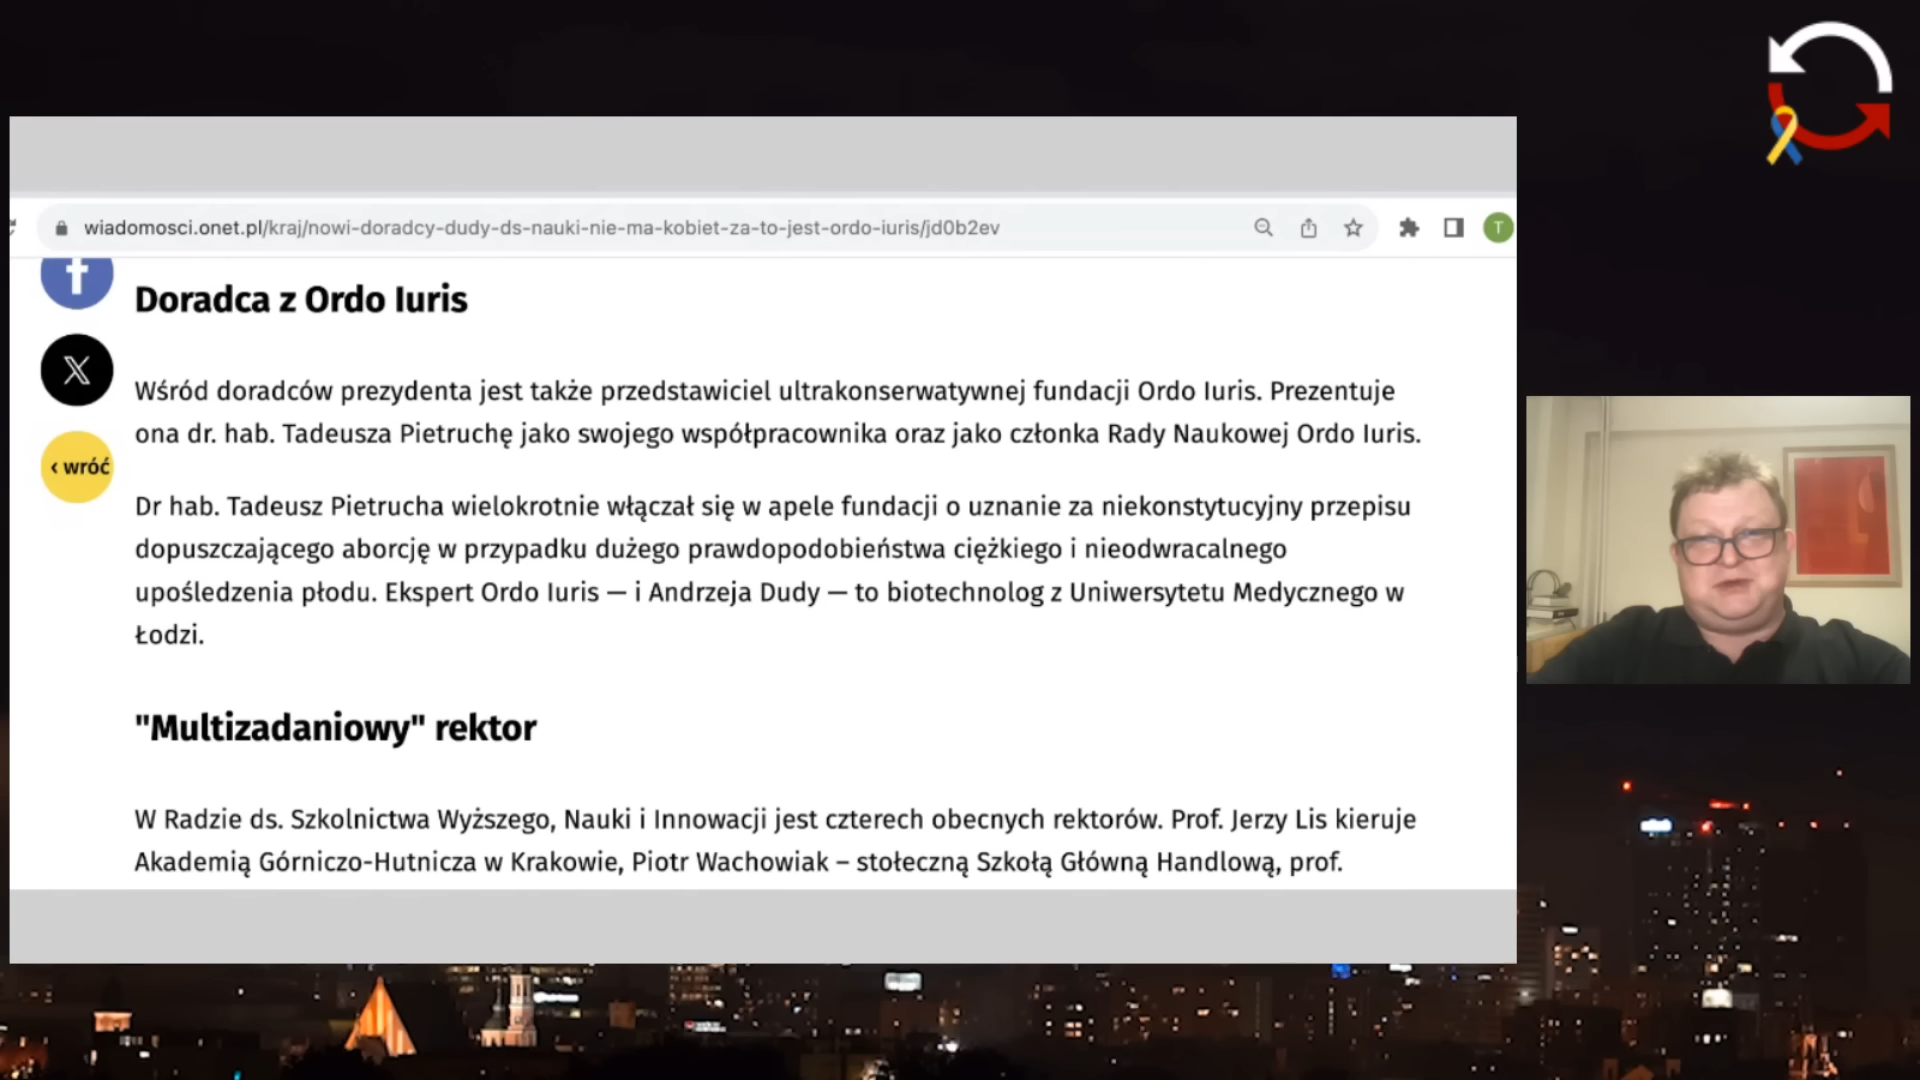 wiadomosci.onet.pl/kraj/nowi-doradcy-dudy-ds-nauki-nie-ma-kobiet-za-to-jest-ordo-iuris/jd0b2ev
T
f
Doradca z Ordo Iuris
X
Wśród doradców prezydenta jest także przedstawiciel ultrakonserwatywnej fundacji Ordo Iuris. Prezentuje
ona dr. hab. Tadeusza Pietruchę jako swojego współpracownika oraz jako członka Rady Naukowej Ordo Iuris.
‹ wróć
Dr hab. Tadeusz Pietrucha wielokrotnie włączał się w apele fundacji o uznanie za niekonstytucyjny przepisu
dopuszczającego aborcję w przypadku dużego prawdopodobieństwa ciężkiego i nieodwracalnego
upośledzenia płodu. Ekspert Ordo Iuris — i Andrzeja Dudy — to biotechnolog z Uniwersytetu Medycznego w
Łodzi.
"Multizadaniowy" rektor
W Radzie ds. Szkolnictwa Wyższego, Nauki i Innowacji jest czterech obecnych rektorów. Prof. Jerzy Lis kieruje
Akademią Górniczo-Hutnicza w Krakowie, Piotr Wachowiak – stołeczną Szkołą Główną Handlową, prof.